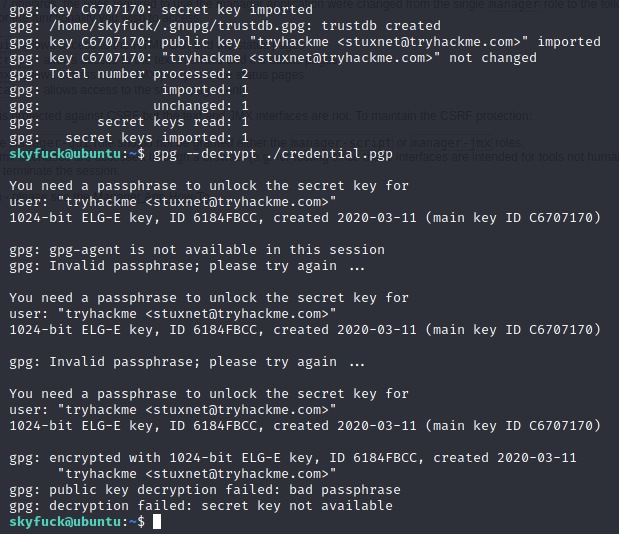 gpg: key C6707170: secret key imported
gpg: /home/skyfuck/.gnupg/trustdb.gpg: trustdb created
gpg: key C6707170: public key "tryhackme <stuxnet@tryhackme.com>" imported
gpg: key C6707170: "tryhackme <stuxnet@tryhackme.com>" not changed
gpg: Total number processed: 2
gpg:               imported: 1
gpg:              unchanged: 1
gpg:       secret keys read: 1
gpg:   secret keys imported: 1
skyfuck@ubuntu:~$ gpg --decrypt ./credential.pgp

You need a passphrase to unlock the secret key for
user: "tryhackme <stuxnet@tryhackme.com>"
1024-bit ELG-E key, ID 6184FBCC, created 2020-03-11 (main key ID C6707170)

gpg: gpg-agent is not available in this session
gpg: Invalid passphrase; please try again ...

You need a passphrase to unlock the secret key for
user: "tryhackme <stuxnet@tryhackme.com>"
1024-bit ELG-E key, ID 6184FBCC, created 2020-03-11 (main key ID C6707170)

gpg: Invalid passphrase; please try again ...

You need a passphrase to unlock the secret key for
user: "tryhackme <stuxnet@tryhackme.com>"
1024-bit ELG-E key, ID 6184FBCC, created 2020-03-11 (main key ID C6707170)

gpg: encrypted with 1024-bit ELG-E key, ID 6184FBCC, created 2020-03-11
      "tryhackme <stuxnet@tryhackme.com>"
gpg: public key decryption failed: bad passphrase
gpg: decryption failed: secret key not available
skyfuck@ubuntu:~$